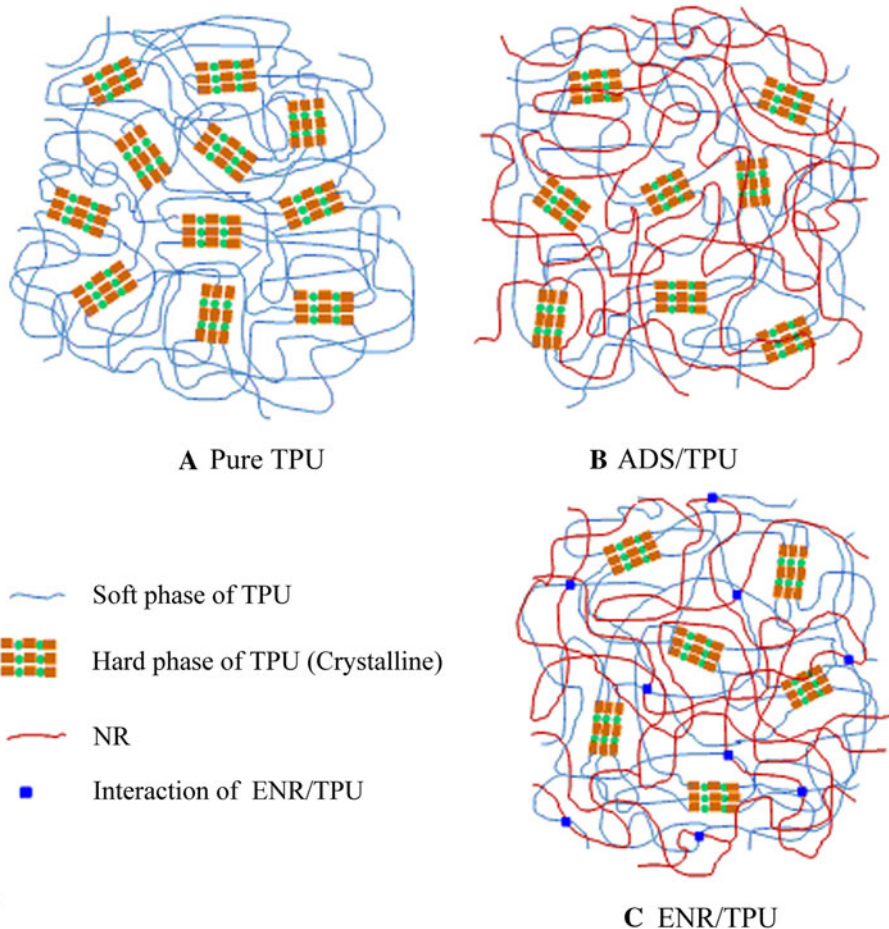 A Pure TPU
B ADS/TPU
Soft phase of TPU
Hard phase of TPU (Crystalline)
NR
Interaction of ENR/TPU
C ENR/TPU